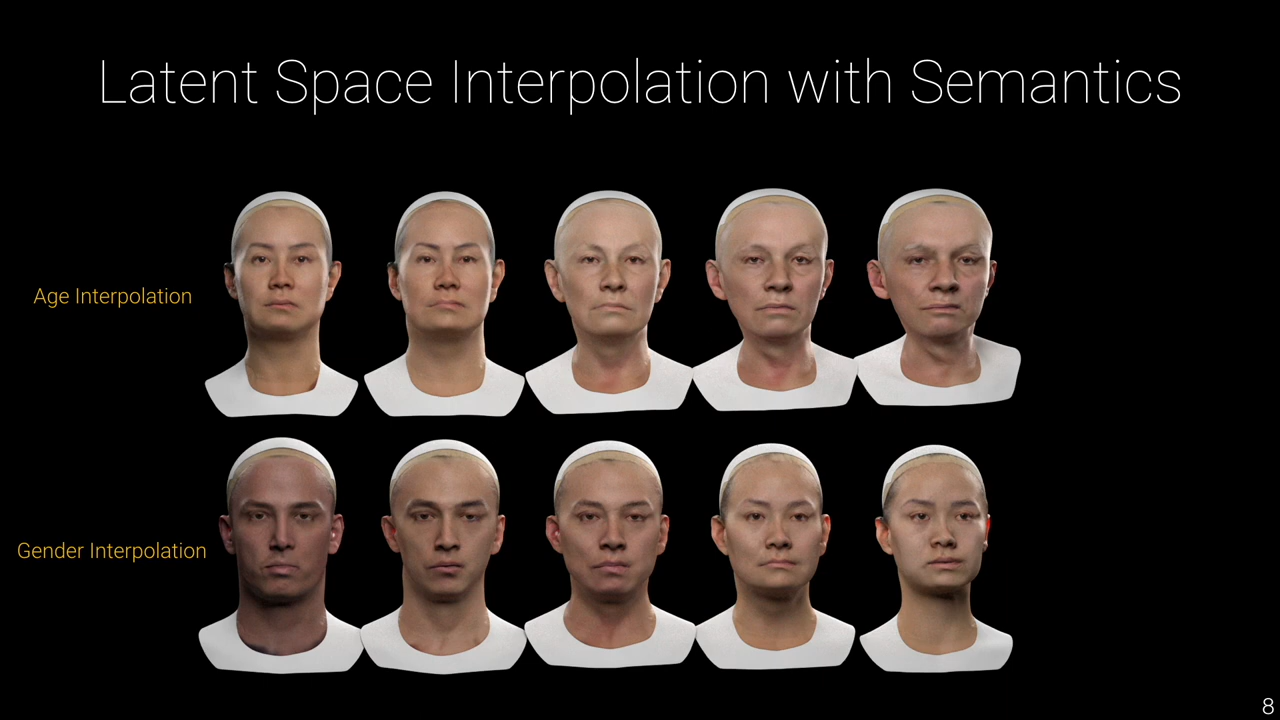 Latent Space Interpolation with Semantics
Age Interpolation
Gender Interpolation
8